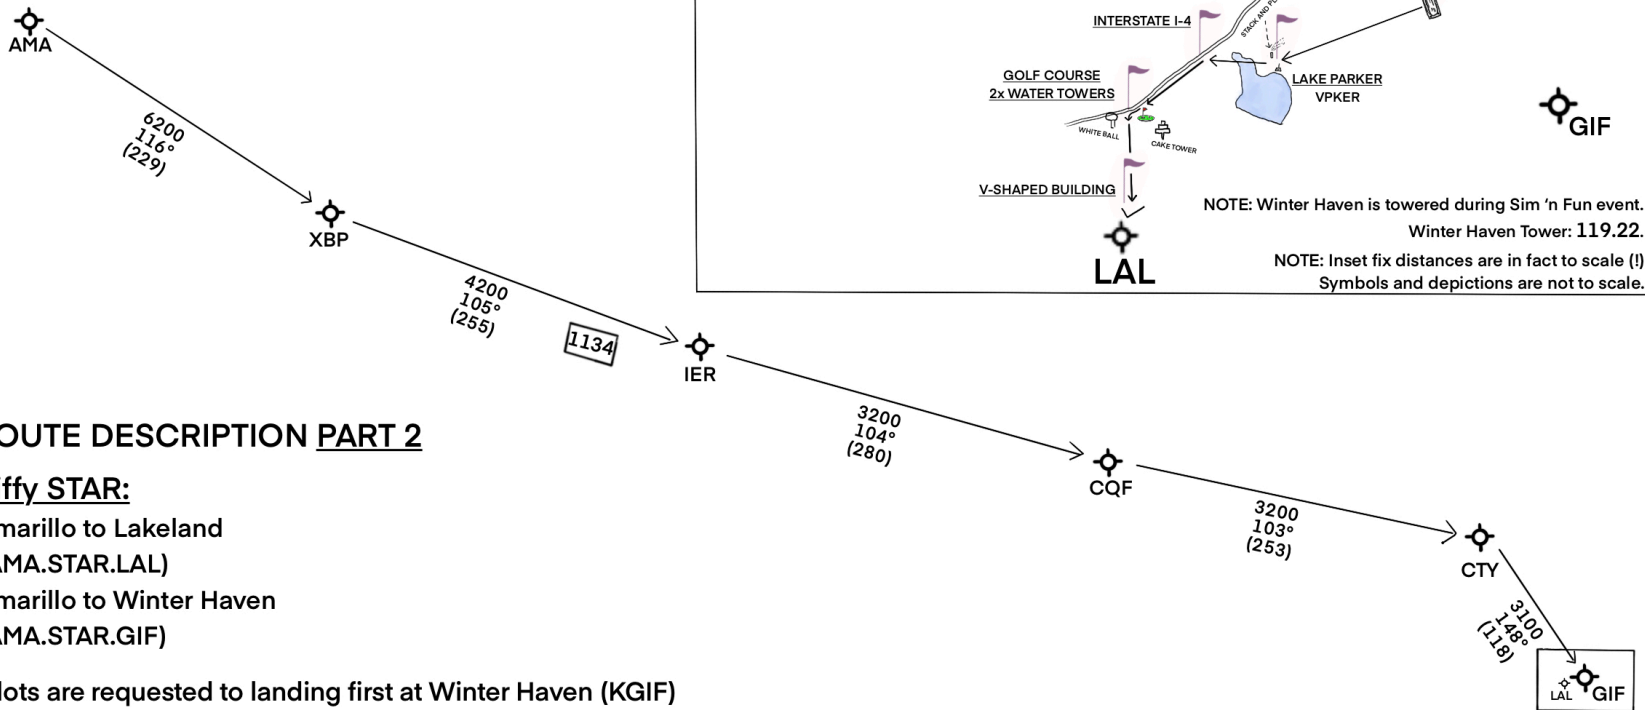 AMA
6200
116°
(229)
XBP
4200
105°
(255)
1134
IER
3200
104°
(280)
CQF
3200
103°
(253)
CTY
3100
148°
(118)
LAL
GIF
INTERSTATE I-4
STACK AND
GOLF COURSE
2x WATER TOWERS
WHITE BALL
CAKE TOWER
LAKE PARKER
VPKER
V-SHAPED BUILDING
LAL
GIF
NOTE: Winter Haven is towered during Sim ‘n Fun event.
Winter Haven Tower: 119.22.
NOTE: Inset fix distances are in fact to scale (!)
Symbols and depictions are not to scale.
OUTE DESCRIPTION PART 2
iffy STAR:
marillo to Lakeland
AMA.STAR.LAL)
marillo to Winter Haven
AMA.STAR.GIF)
lots are requested to landing first at Winter Haven (KGIF)